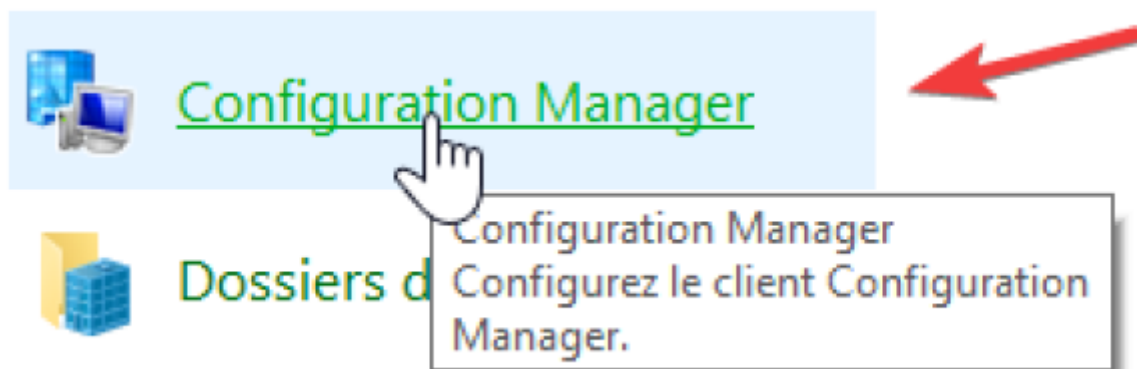 Configuration Manager
Dossiers d
Configuration Manager
Configurez le client Configuration
Manager.